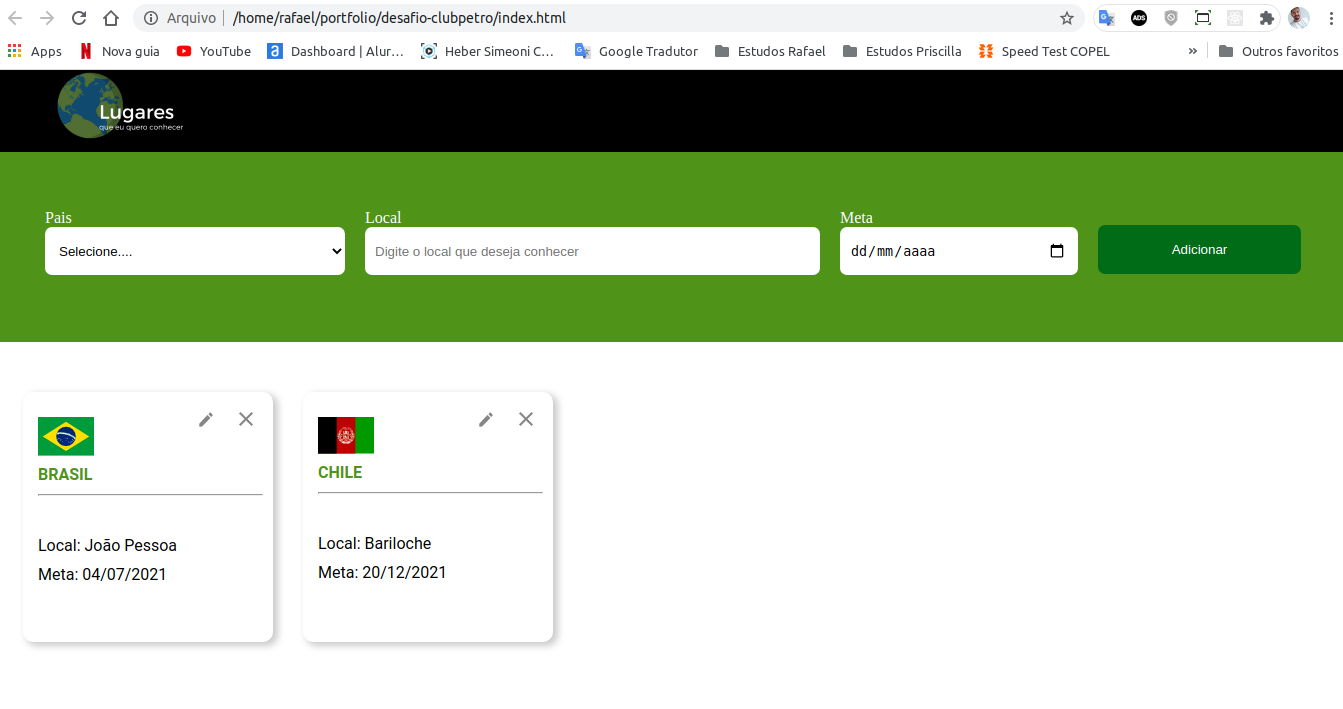 Arquivo /home/rafael/portfolio/desafio-clubpetro/index.html
ADS
Apps Nova guia YouTube Dashboard | Alur… Heber Simeoni C… Google Tradutor Estudos Rafael Estudos Priscilla Speed Test COPEL » Outros favoritos
Lugares
que eu quero conhecer
Pais Local Meta
Selecione.... Digite o local que deseja conhecer dd/mm/aaaa Adicionar
BRASIL
Local: João Pessoa
Meta: 04/07/2021
CHILE
Local: Bariloche
Meta: 20/12/2021